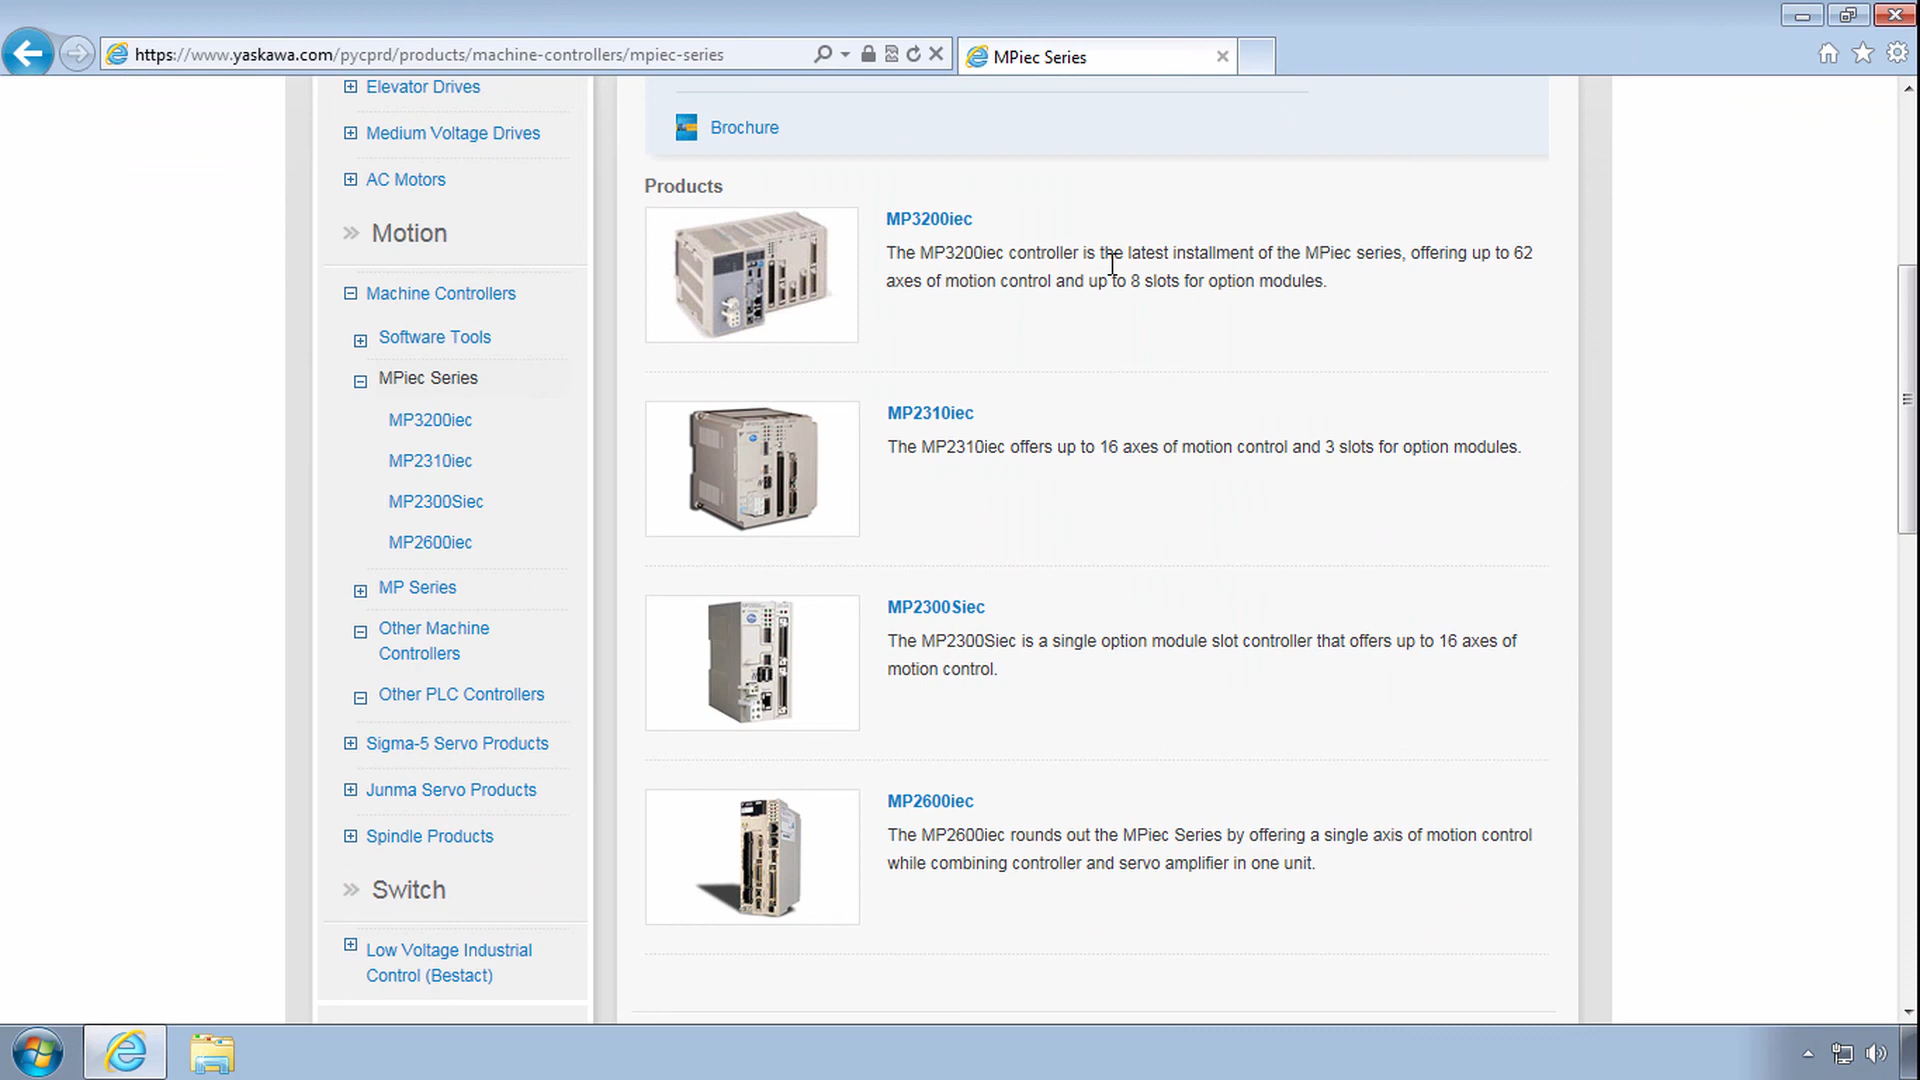 https://www.yaskawa.com/pycprd/products/machine-controllers/mpiec-series
MPiec Series
Elevator Drives
Medium Voltage Drives
AC Motors
Motion
Machine Controllers
Software Tools
MPiec Series
MP3200iec
MP2310iec
MP2300Siec
MP2600iec
MP Series
Other Machine
Controllers
Other PLC Controllers
Sigma-5 Servo Products
Junma Servo Products
Spindle Products
Switch
Low Voltage Industrial
Control (Bestact)
Brochure
Products
MP3200iec
The MP3200iec controller is the latest installment of the MPiec series, offering up to 62
axes of motion control and up to 8 slots for option modules.
MP2310iec
The MP2310iec offers up to 16 axes of motion control and 3 slots for option modules.
MP2300Siec
The MP2300Siec is a single option module slot controller that offers up to 16 axes of
motion control.
MP2600iec
The MP2600iec rounds out the MPiec Series by offering a single axis of motion control
while combining controller and servo amplifier in one unit.